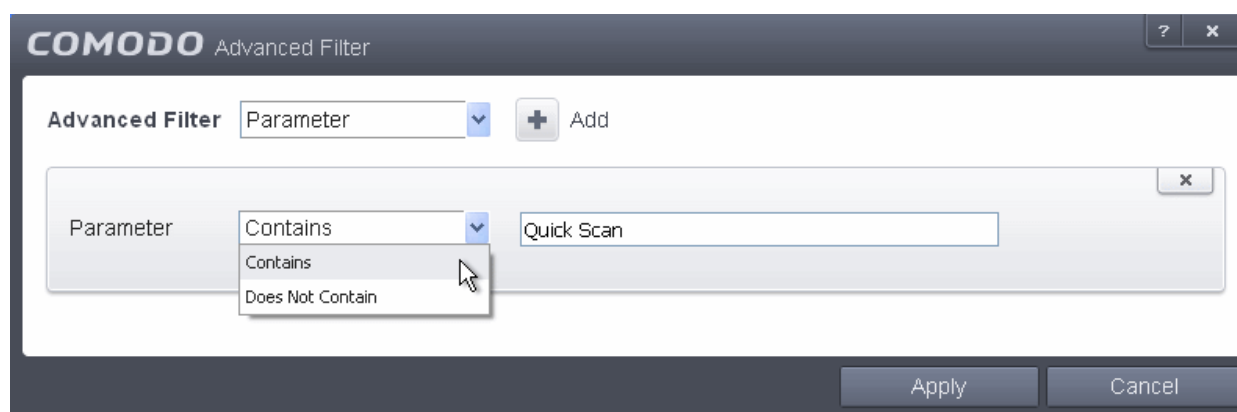 COMODO Advanced Filter ? x
Advanced Filter Parameter + Add
x
Parameter Contains Quick Scan
Contains
Does Not Contain
Apply Cancel